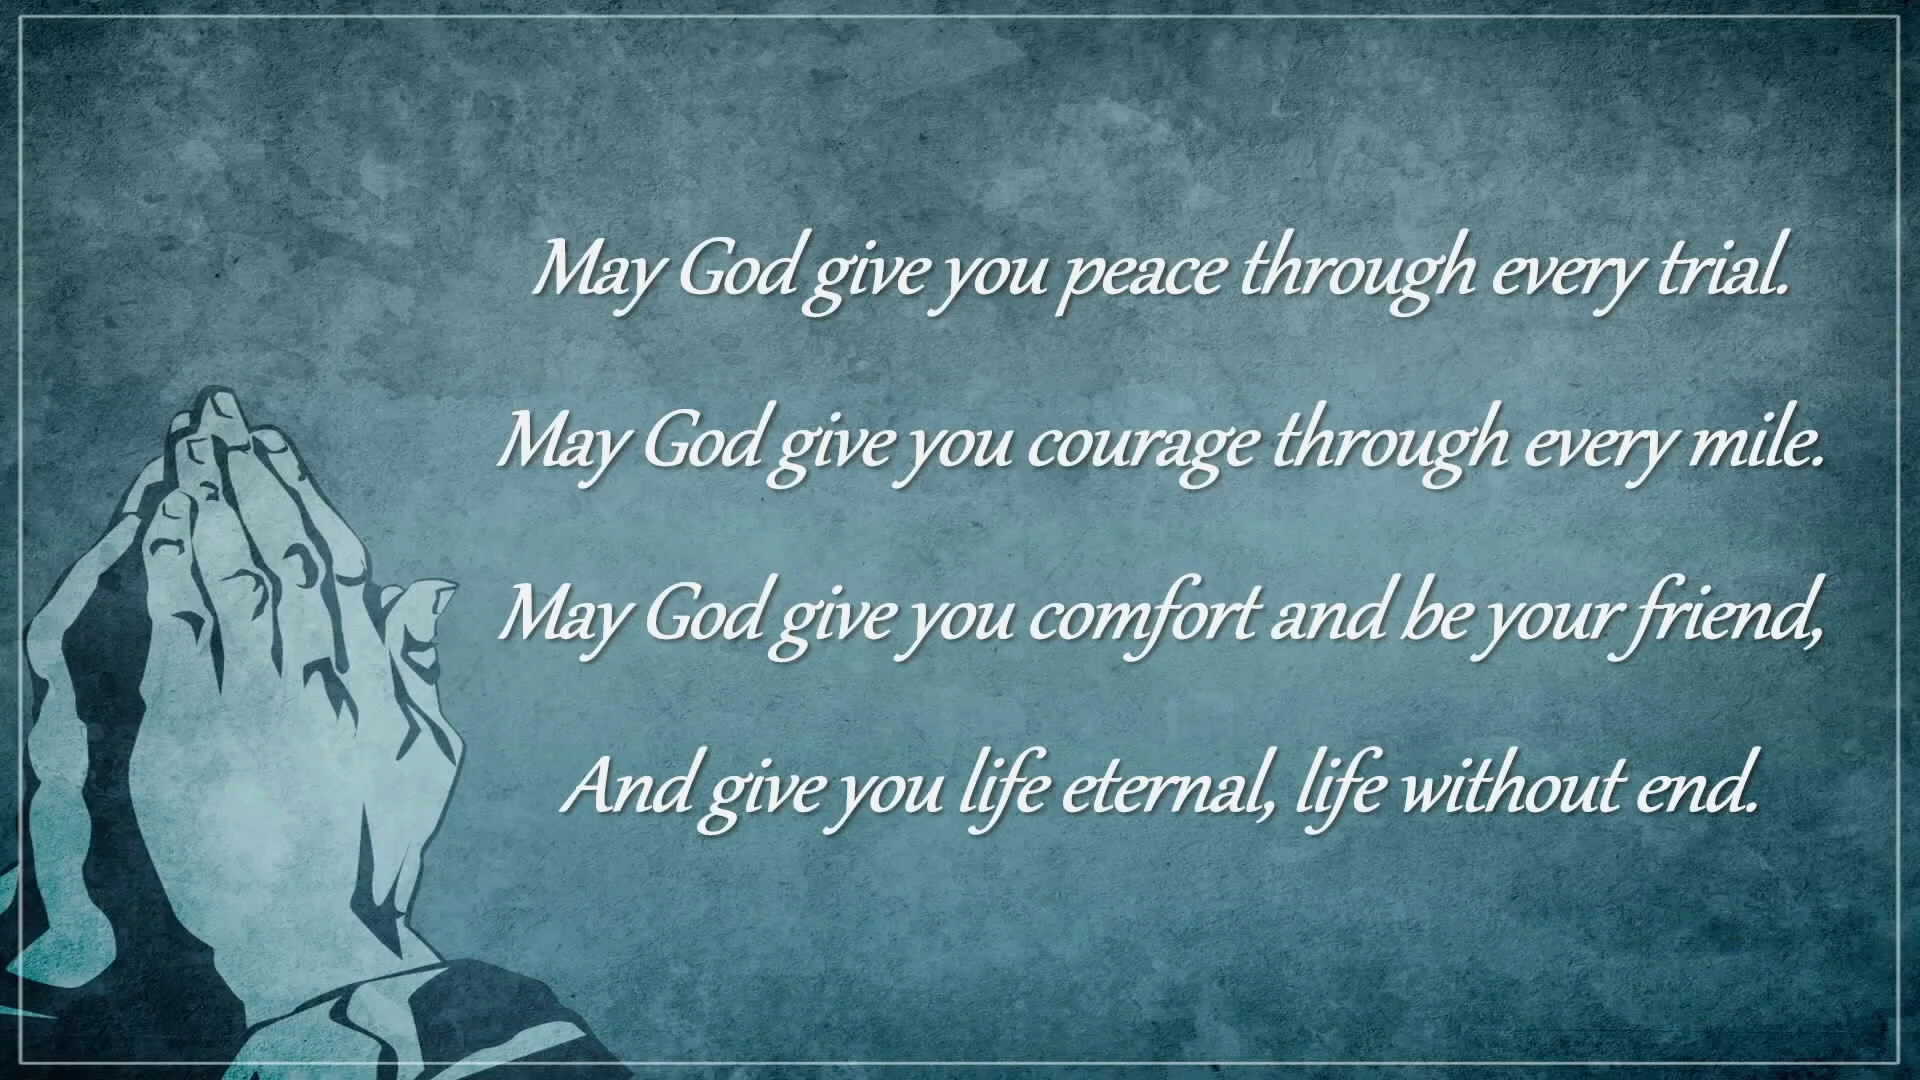 May God give you peace through every trial.
May God give you courage through every mile.
May God give you comfort and be your friend,
And give you life eternal, life without end.